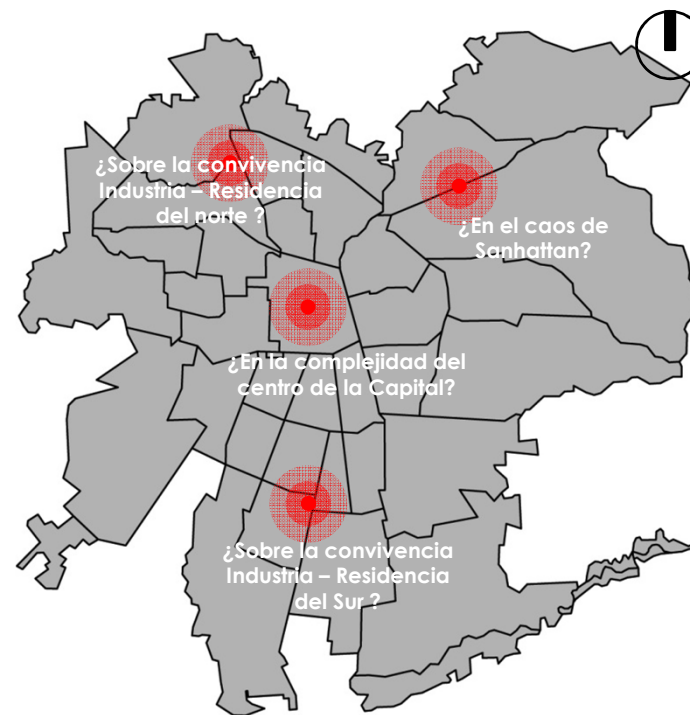 ¿Sobre la convivencia
Industria – Residencia
del norte ?
¿En el caos de
Sanhattan?
¿En la complejidad del
centro de la Capital?
¿Sobre la convivencia
Industria – Residencia
del Sur ?